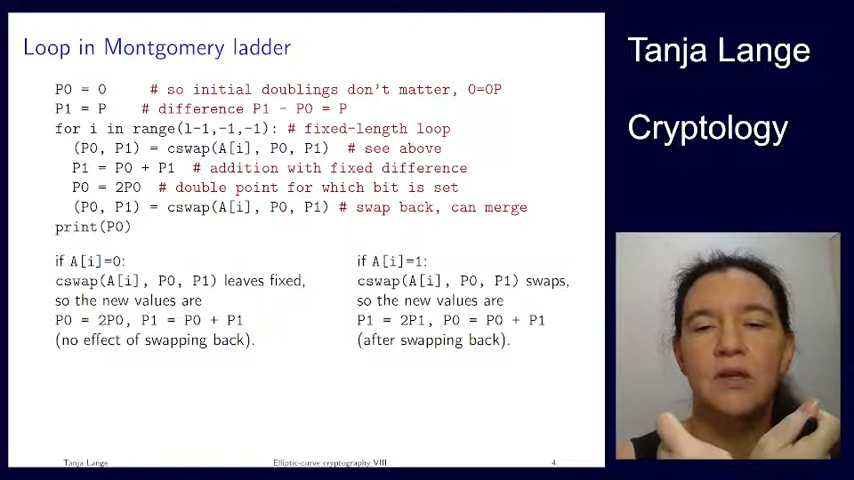 Loop in Montgomery ladder
P0 = 0 # so initial doublings don't matter, 0=0P
P1 = P # difference P1 - P0 = P
for i in range(l-1,-1,-1): # fixed-length loop
(P0, P1) = cswap(A[i], P0, P1) # see above
P1 = P0 + P1 # addition with fixed difference
P0 = 2P0 # double point for which bit is set
(P0, P1) = cswap(A[i], P0, P1) # swap back, can merge
print(P0)
if A[i]=0:
cswap(A[i], P0, P1) leaves fixed,
so the new values are
P0 = 2P0, P1 = P0 + P1
(no effect of swapping back).
if A[i]=1:
cswap(A[i], P0, P1) swaps,
so the new values are
P1 = 2P1, P0 = P0 + P1
(after swapping back).
Tanja Lange
Elliptic-curve cryptography VIII
4
Tanja Lange
Cryptology